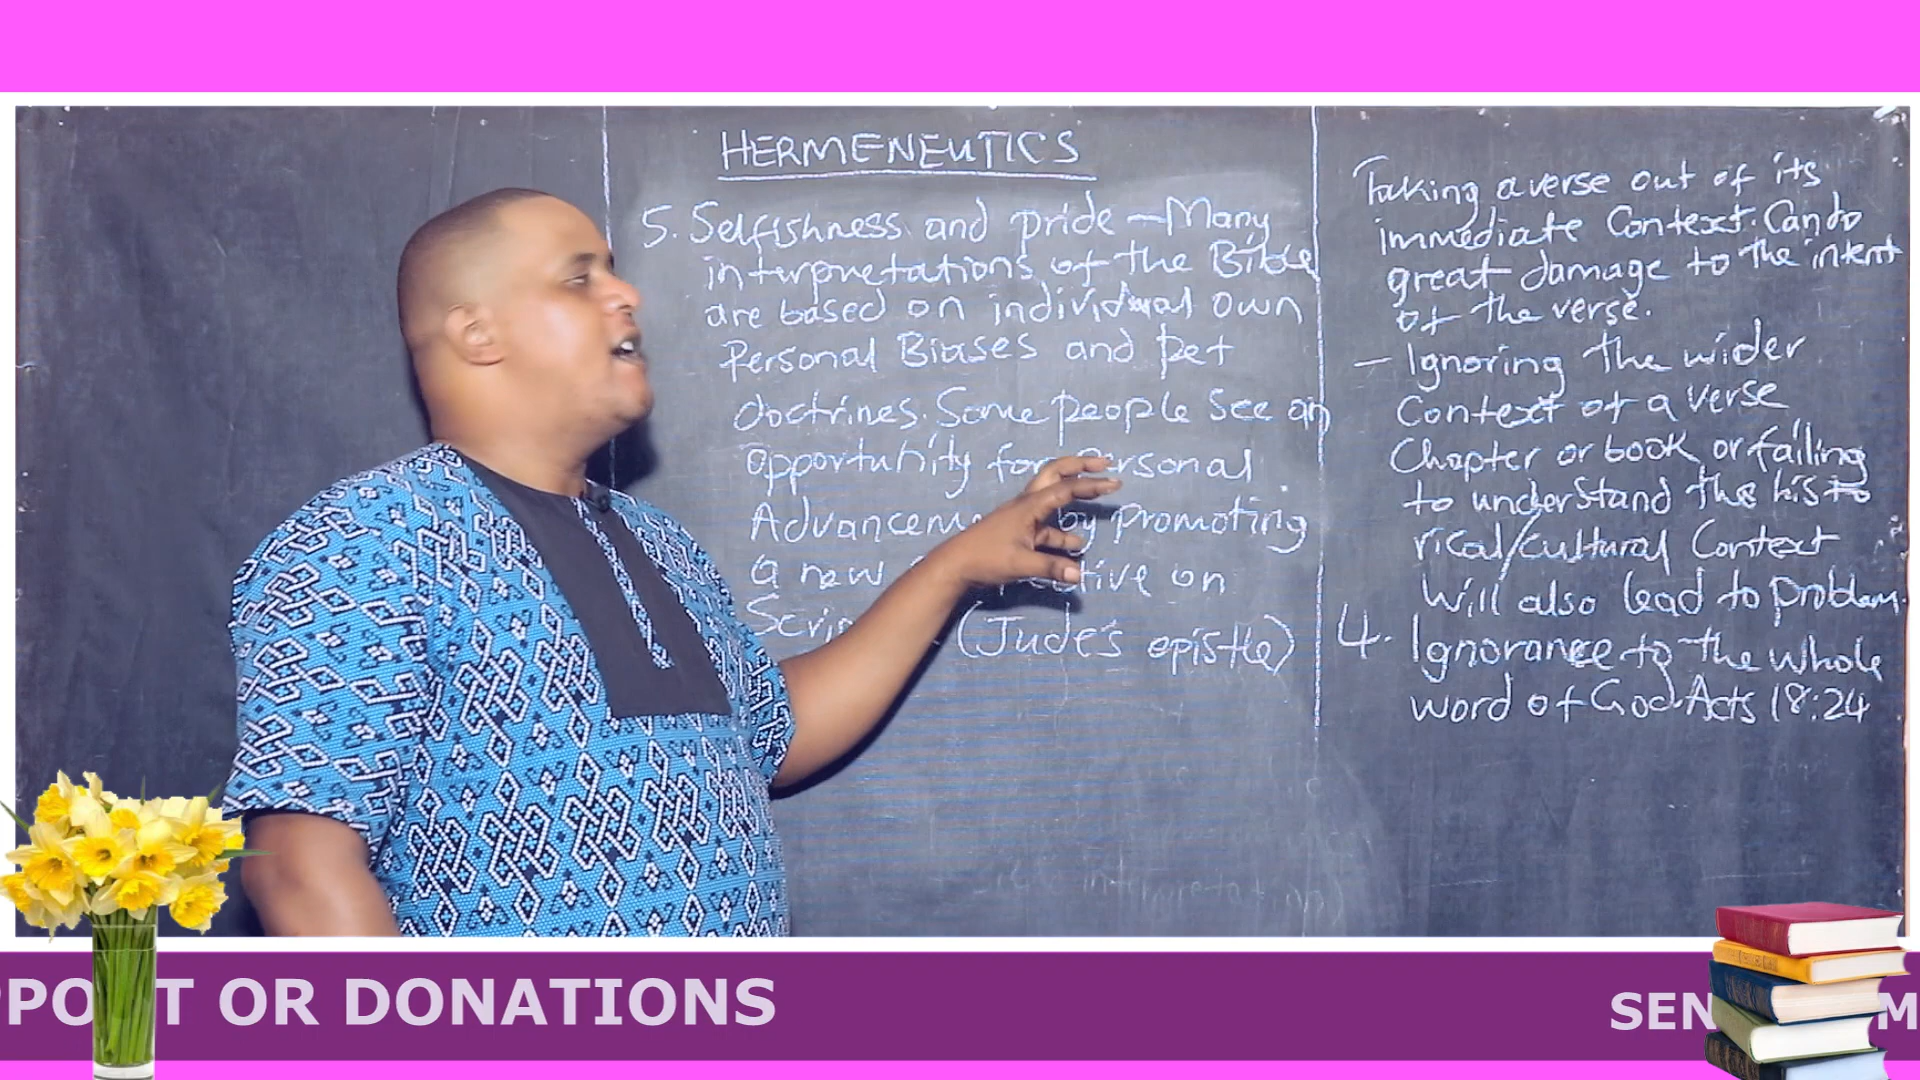 HERMENEUTICS
5. Selfishness and pride - Many
interpretations of the Bible
are based on individual own
Personal Biases and pet
doctrines. Some people see an
opportunity for Personal
by promoting
a new on
(Jude's epistle)
Taking a verse out of its
immediate Context. Can do
great damage to the intent
of the verse.
- Ignoring the wider
Context of a verse
Chapter or book or failing
to understand the histo
rical/cultural Context
Will also lead to problem.
4. Ignorance to the whole
word of God Acts 18:24
OR DONATIONS